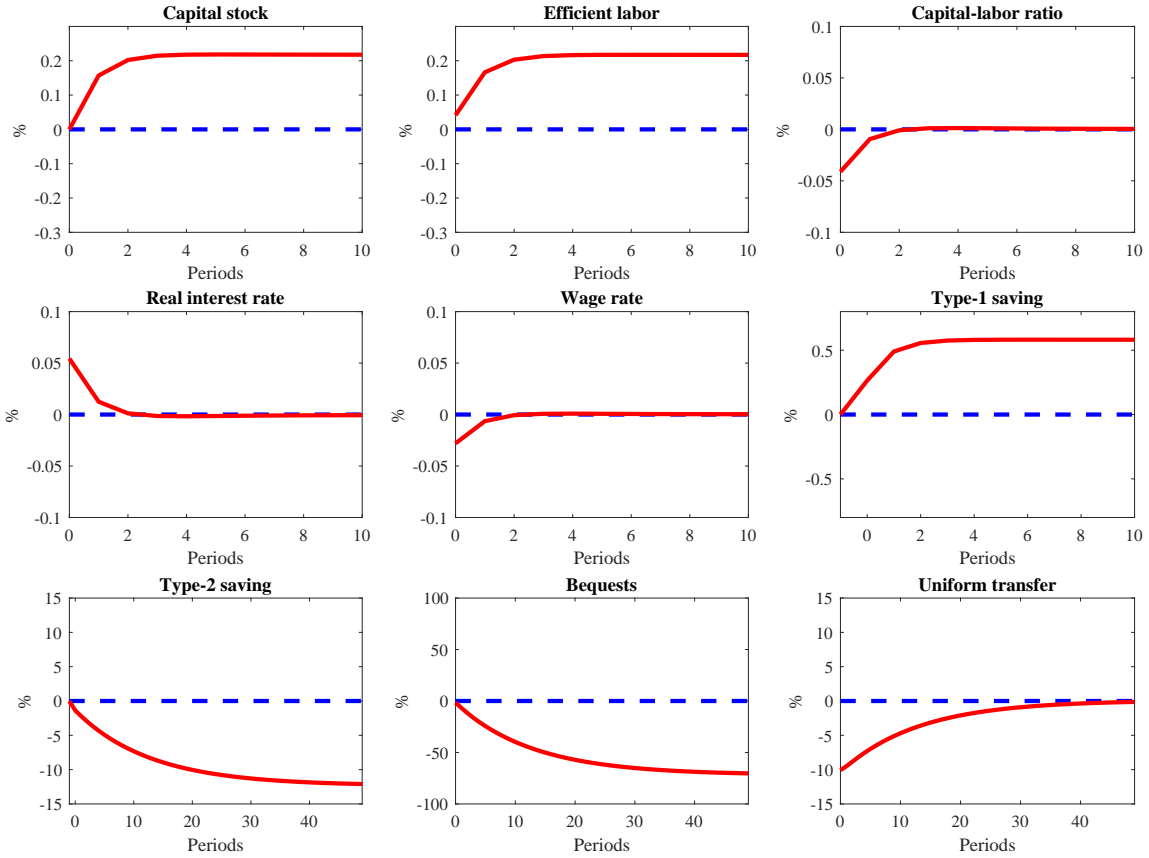 Capital stock
0.2
0.1
0
-0.1
-0.2
-0.3
%
0 2 4 6 8 10
Periods
Efficient labor
0.2
0.1
0
-0.1
-0.2
-0.3
%
0 2 4 6 8 10
Periods
Capital-labor ratio
0.1
0.05
0
-0.05
-0.1
%
0 2 4 6 8 10
Periods
Real interest rate
0.1
0.05
0
-0.05
-0.1
%
0 2 4 6 8 10
Periods
Wage rate
0.1
0.05
0
-0.05
-0.1
%
0 2 4 6 8 10
Periods
Type-1 saving
0.5
0
-0.5
%
0 2 4 6 8 10
Periods
Type-2 saving
15
10
5
0
-5
-10
-15
%
0 10 20 30 40
Periods
Bequests
100
50
0
-50
-100
%
0 10 20 30 40
Periods
Uniform transfer
15
10
5
0
-5
-10
-15
%
0 10 20 30 40
Periods